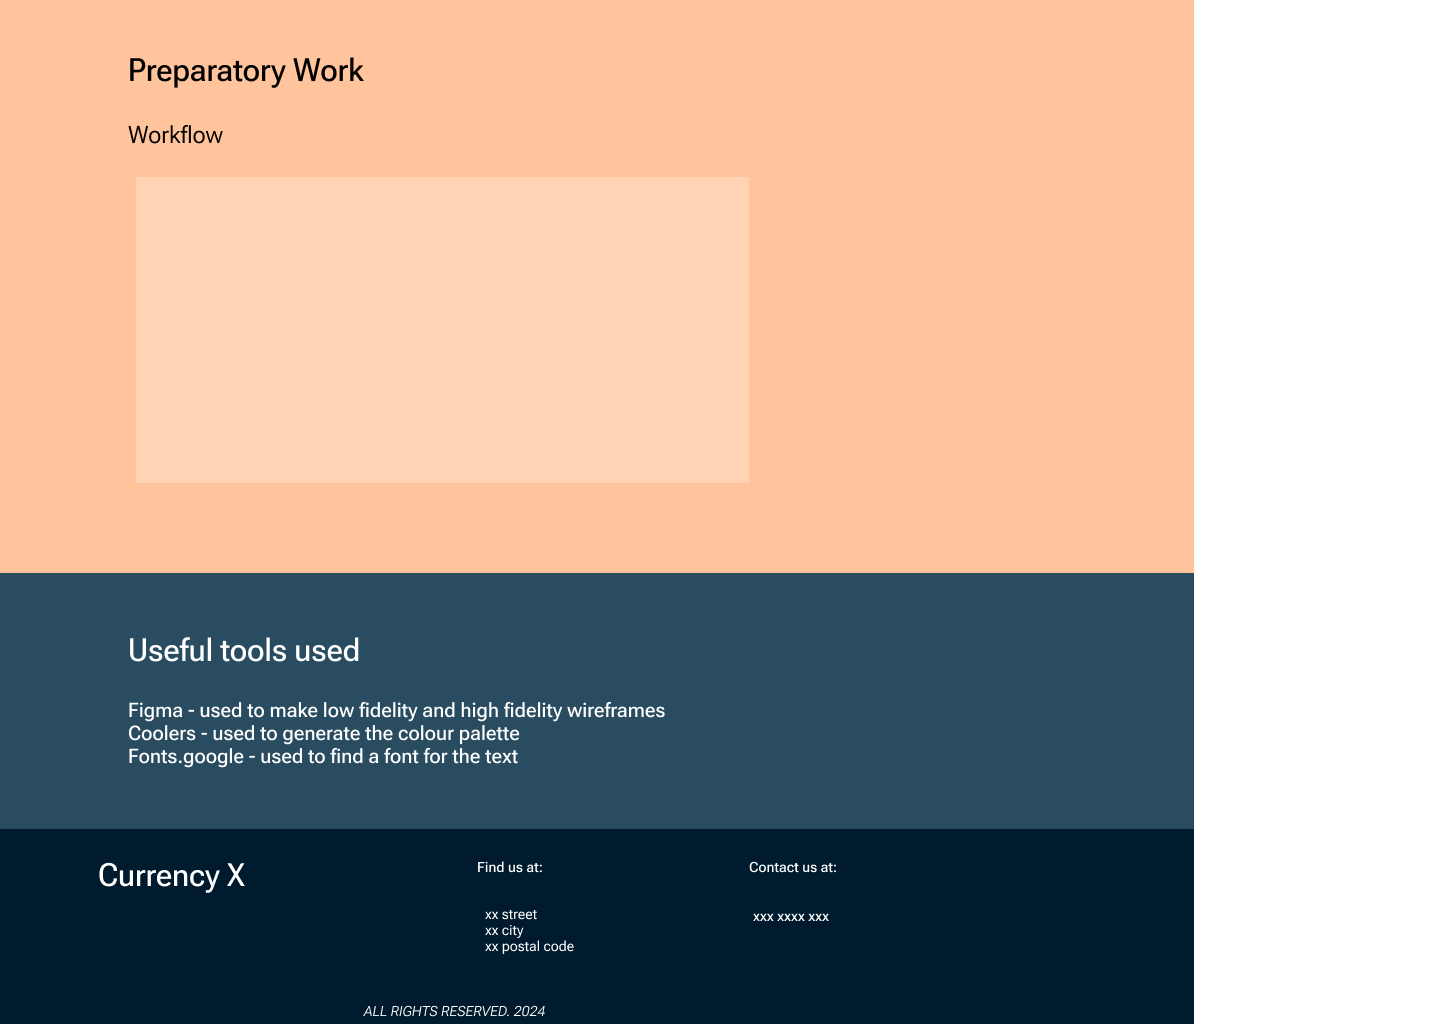 Preparatory Work
Workflow
Useful tools used
Figma - used to make low fidelity and high fidelity wireframes
Coolers - used to generate the colour palette
Fonts.google - used to find a font for the text
Currency X
Find us at:
xx street
xx city
xx postal code
Contact us at:
xxx xxxx xxx
ALL RIGHTS RESERVED. 2024